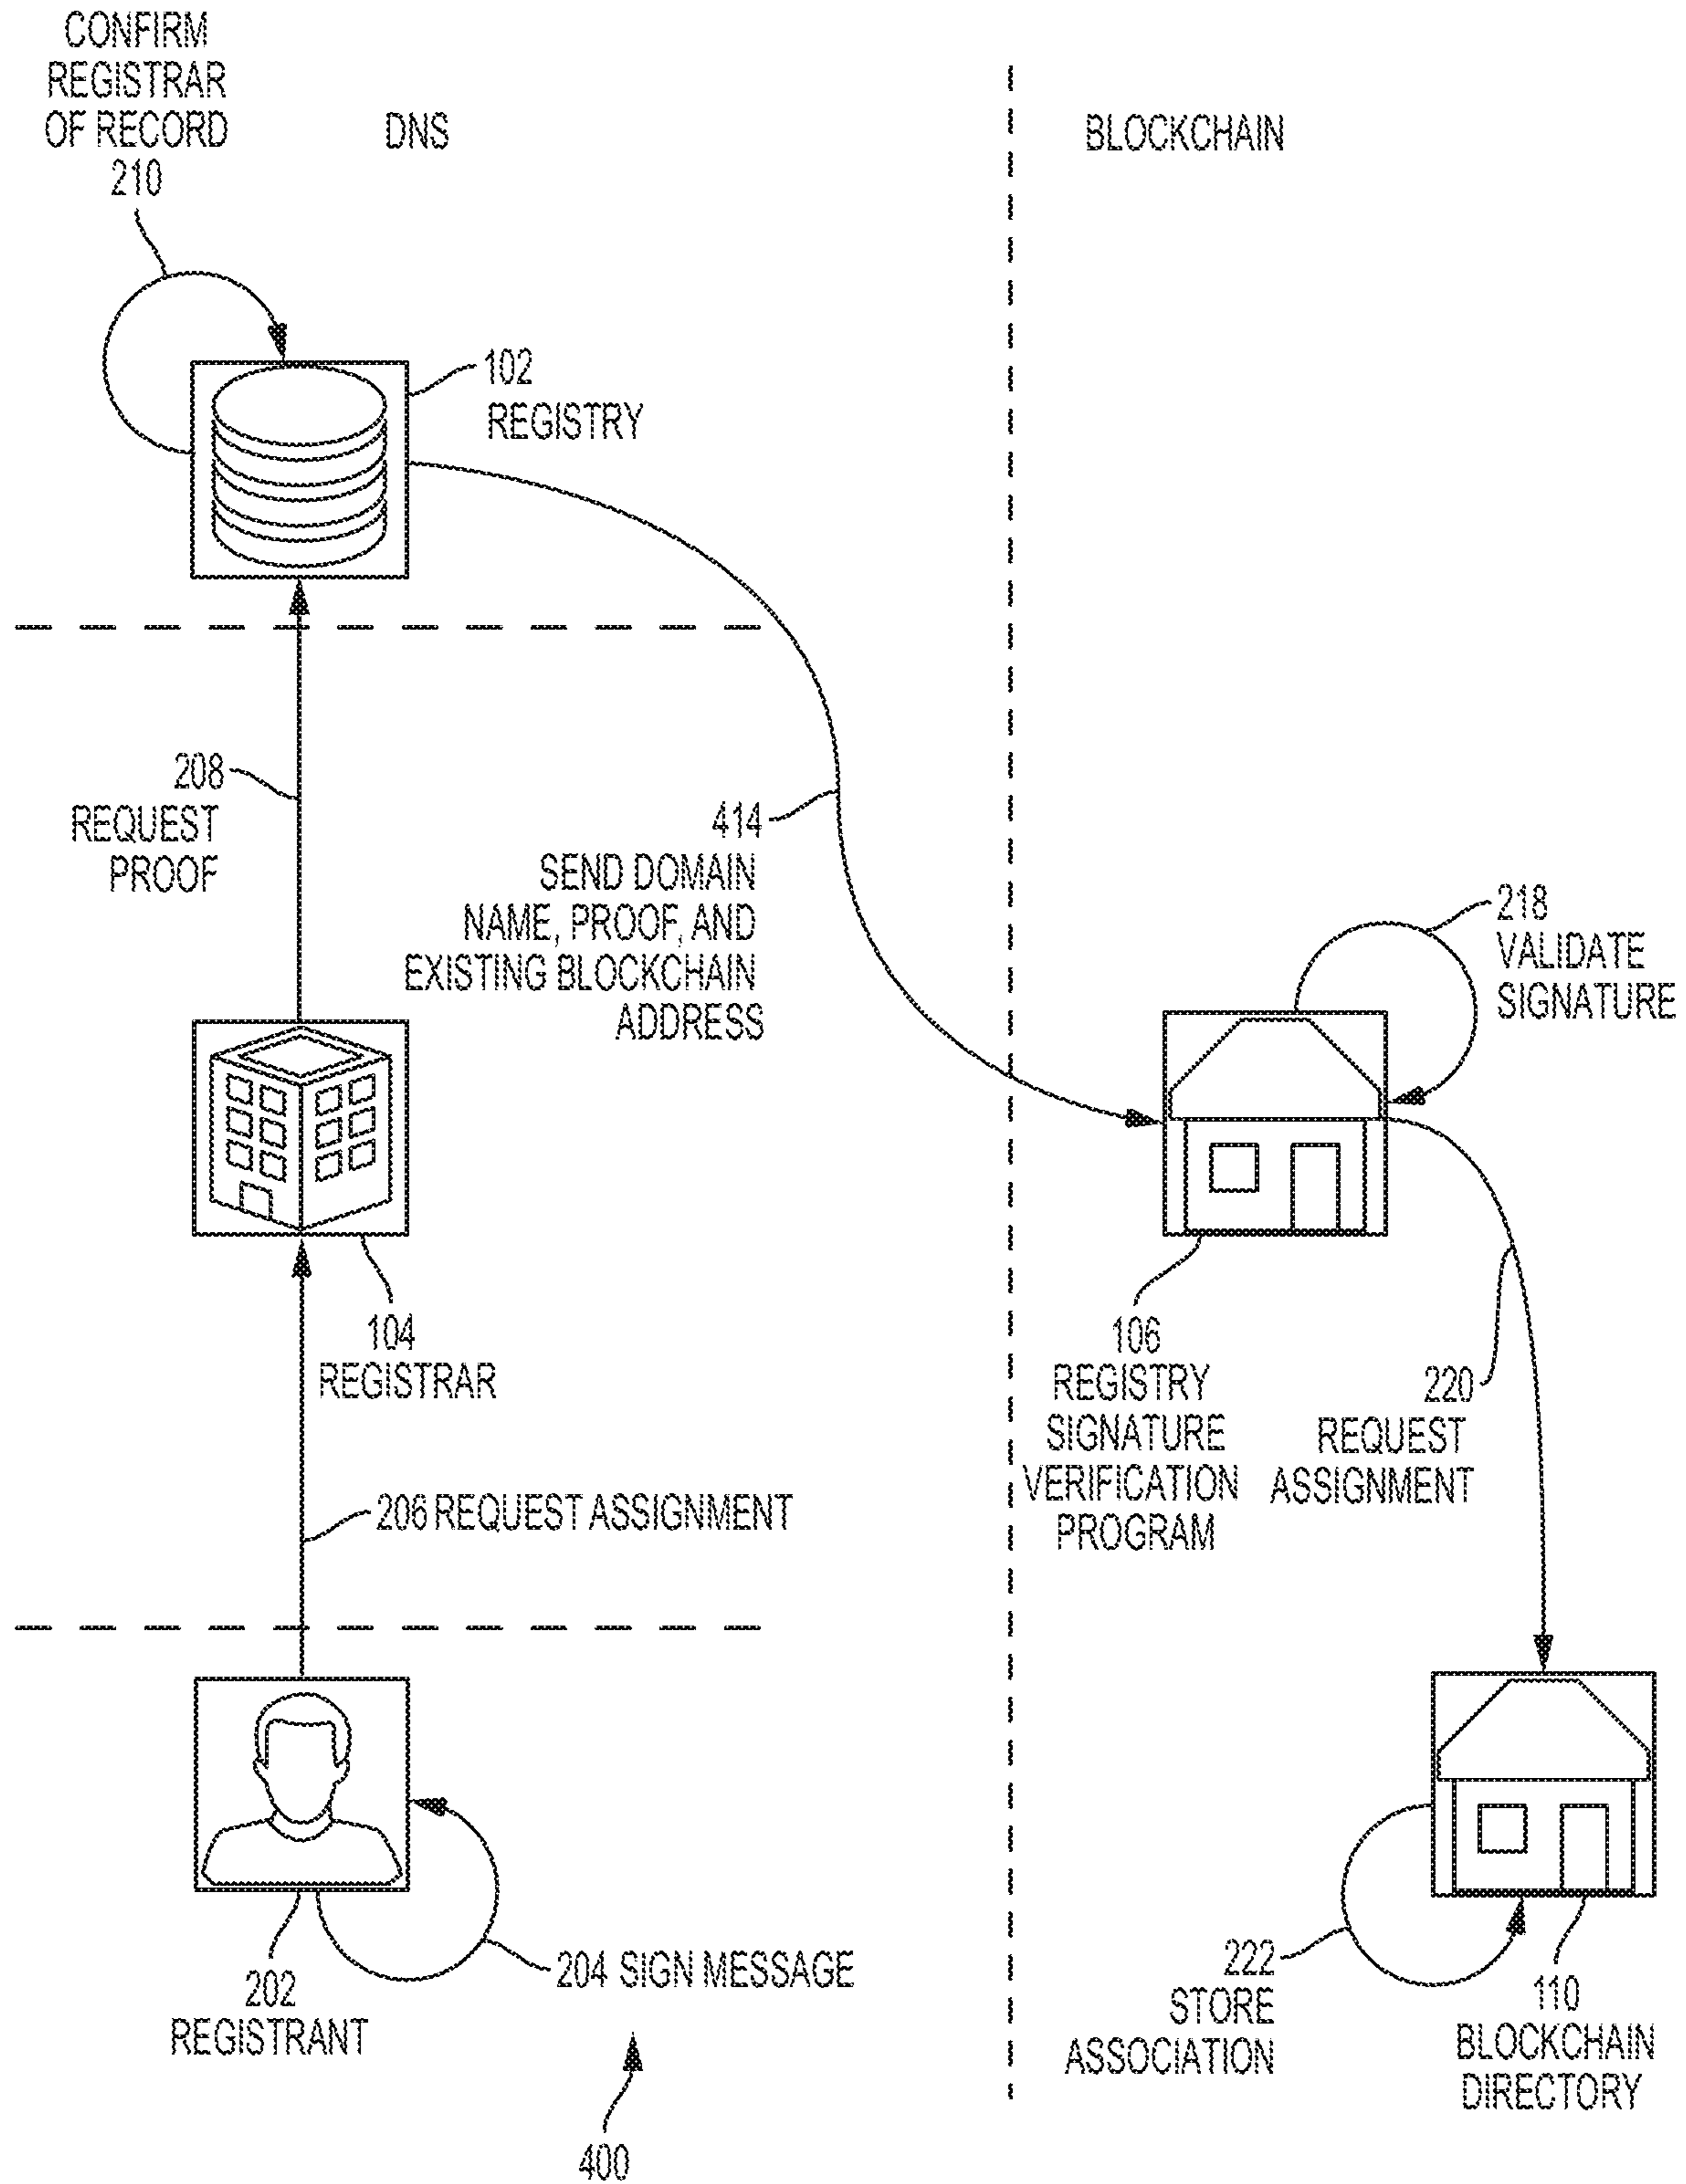 CONFIRM
REGISTRAR
OF RECORD
210
DNS
BLOCKCHAIN
102
REGISTRY
208
REQUEST
PROOF
414
SEND DOMAIN
NAME, PROOF, AND
EXISTING BLOCKCHAIN
ADDRESS
218
VALIDATE
SIGNATURE
104
REGISTRAR
106
REGISTRY
SIGNATURE
VERIFICATION
PROGRAM
220
REQUEST
ASSIGNMENT
206 REQUEST ASSIGNMENT
204 SIGN MESSAGE
202
REGISTRANT
222
STORE
ASSOCIATION
110
BLOCKCHAIN
DIRECTORY
400